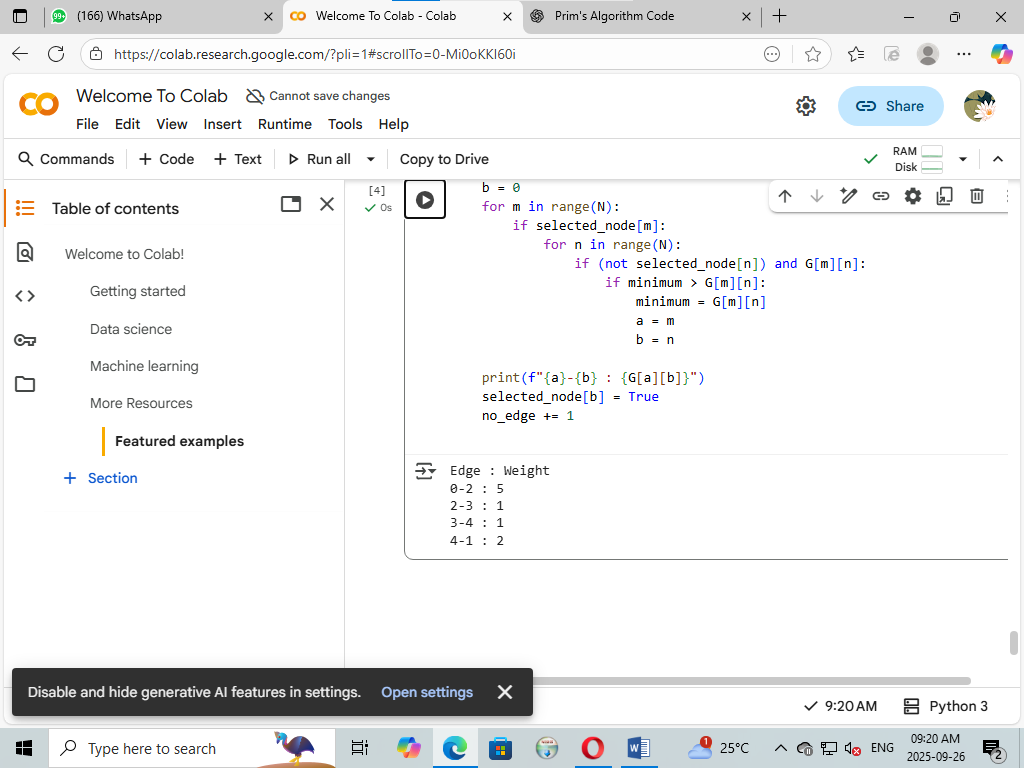 99+ (166) WhatsApp
Welcome To Colab - Colab
Prim's Algorithm Code
https://colab.research.google.com/?pli=1#scrollTo=0-Mi0oKKI60i
Welcome To Colab
Cannot save changes
Share
File Edit View Insert Runtime Tools Help
Commands + Code + Text Run all Copy to Drive
RAM
Disk
Table of contents
Welcome to Colab!
Getting started
Data science
Machine learning
More Resources
Featured examples
+ Section
[4]
0s
b = 0
for m in range(N):
if selected_node[m]:
for n in range(N):
if (not selected_node[n]) and G[m][n]:
if minimum > G[m][n]:
minimum = G[m][n]
a = m
b = n
print(f"{a}-{b} : {G[a][b]}")
selected_node[b] = True
no_edge += 1
Edge : Weight
0-2 : 5
2-3 : 1
3-4 : 1
4-1 : 2
Disable and hide generative AI features in settings. Open settings
9:20 AM Python 3
Type here to search
1
25°C
ENG
09:20 AM
2025-09-26
2